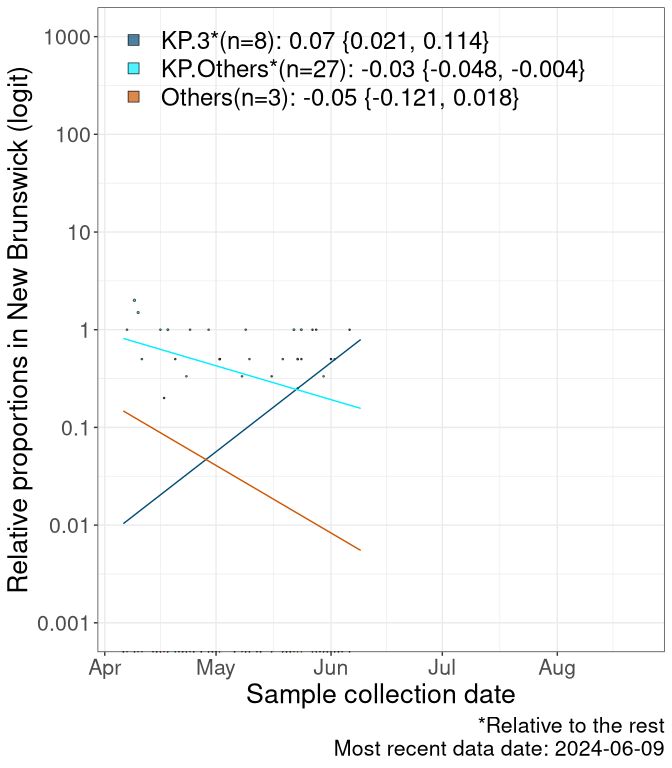 KP.3*(n=8): 0.07 {0.021, 0.114}
KP.Others*(n=27): -0.03 {-0.048, -0.004}
Others(n=3): -0.05 {-0.121, 0.018}
Relative proportions in New Brunswick (logit)
1000
100
10
1
0.1
0.01
0.001
Apr May Jun Jul Aug
Sample collection date
*Relative to the rest
Most recent data date: 2024-06-09